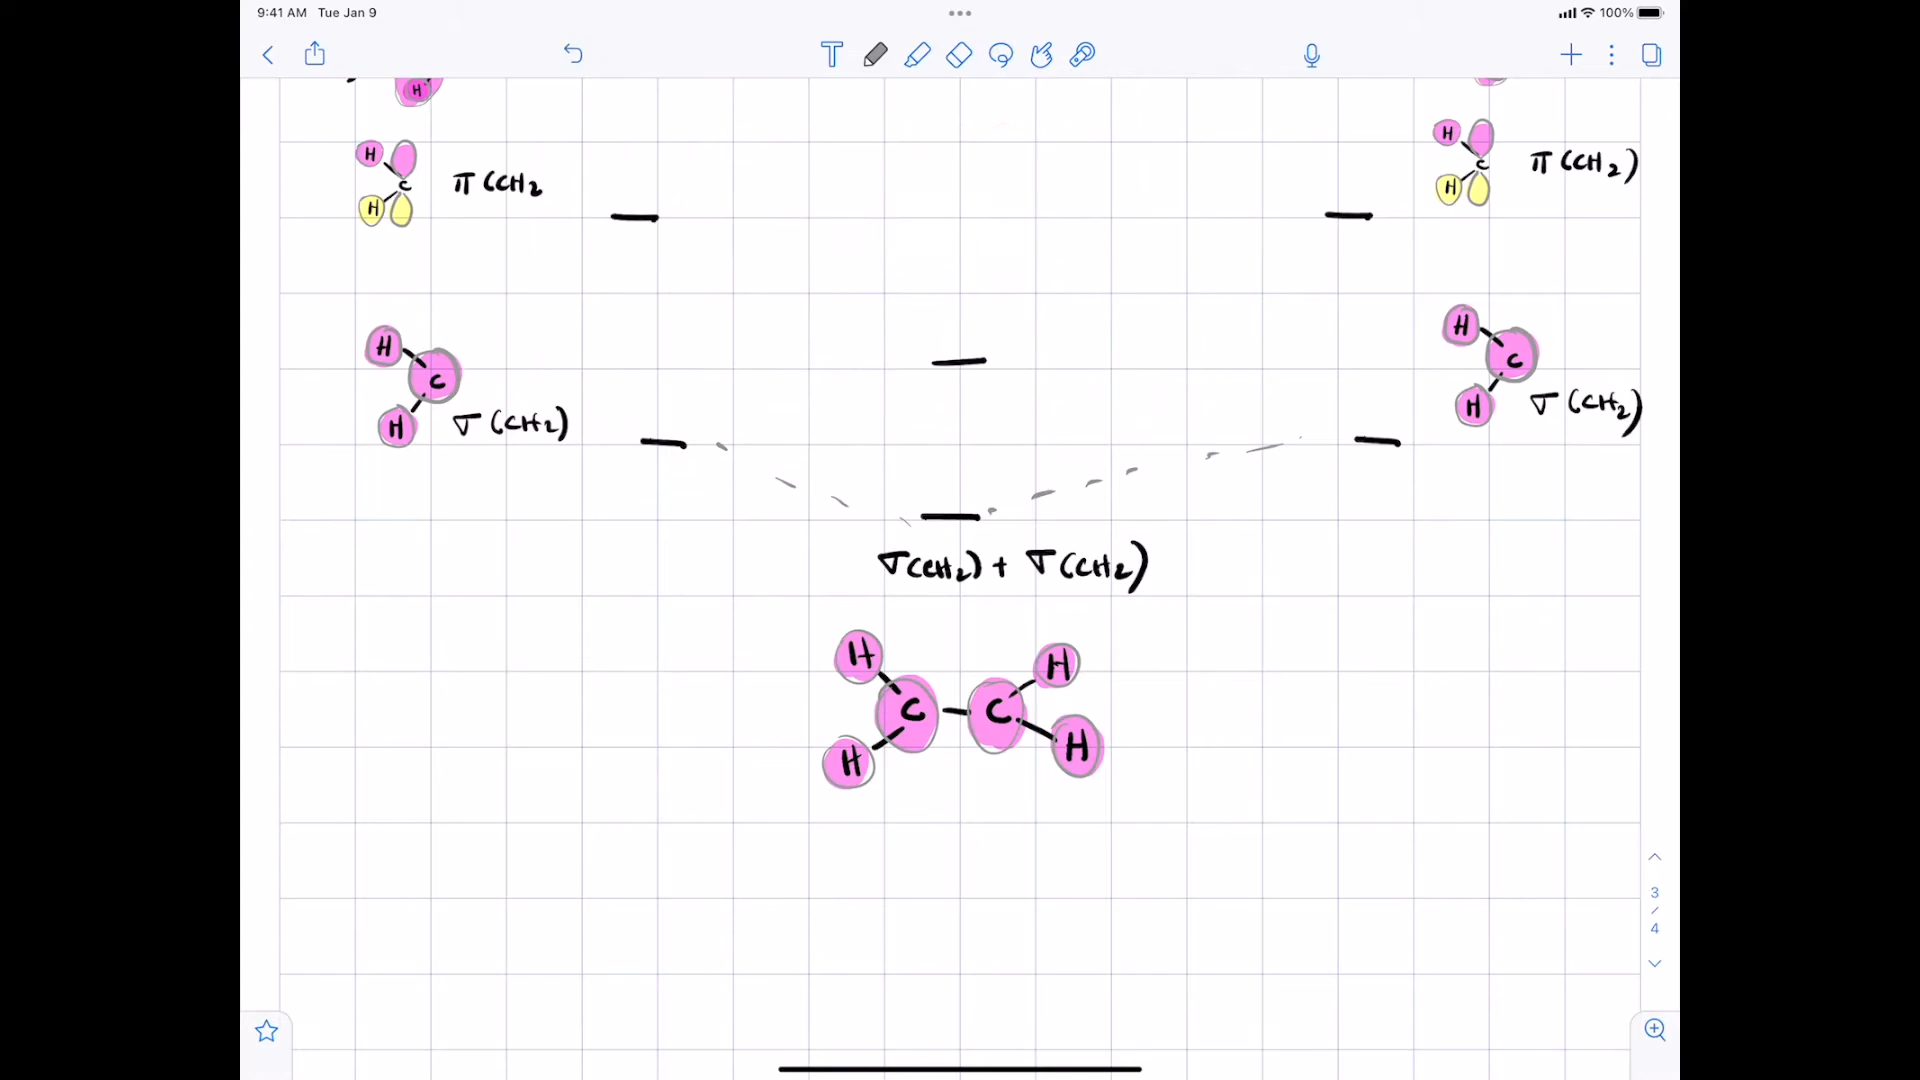 9:41 AM Tue Jan 9
100%
T
H
H
C
H
π (CH2
H
C
H
π (CH2)
H
C
H
σ (CH2)
H
C
H
σ (CH2)
σ(CH2) + σ(CH2)
H
H
C
C
H
H
3
/
4